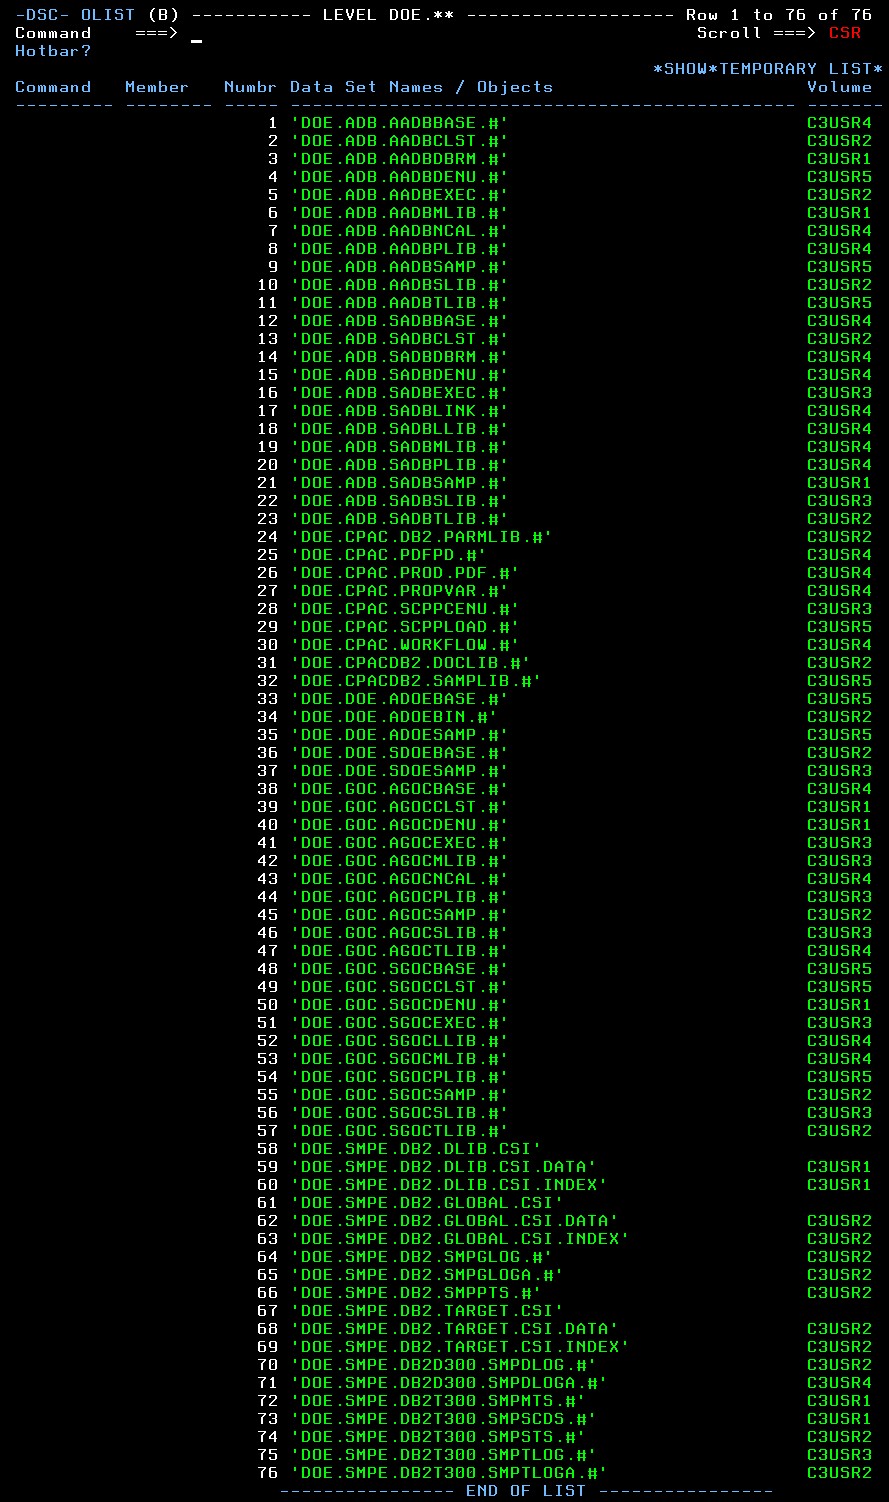 -DSC- OLIST (B) ----------- LEVEL DOE.** ------------------- Row 1 to 76 of 76
Command ===> _ Scroll ===> CSR
Hotbar?
*SHOW*TEMPORARY LIST*
Command Member Numbr Data Set Names / Objects Volume
--------- -------- ----- ----------------------------------------------- -------
1 'DOE.ADB.AADBBASE.#' C3USR4
2 'DOE.ADB.AADBCLST.#' C3USR2
3 'DOE.ADB.AADBDBRM.#' C3USR1
4 'DOE.ADB.AADBDENU.#' C3USR5
5 'DOE.ADB.AADBEXEC.#' C3USR2
6 'DOE.ADB.AADBMLIB.#' C3USR1
7 'DOE.ADB.AADBNCAL.#' C3USR4
8 'DOE.ADB.AADBPLIB.#' C3USR4
9 'DOE.ADB.AADBSAMP.#' C3USR5
10 'DOE.ADB.AADBSLIB.#' C3USR2
11 'DOE.ADB.AADBTLIB.#' C3USR5
12 'DOE.ADB.SADBBASE.#' C3USR4
13 'DOE.ADB.SADBCLST.#' C3USR2
14 'DOE.ADB.SADBDBRM.#' C3USR4
15 'DOE.ADB.SADBDENU.#' C3USR4
16 'DOE.ADB.SADBEXEC.#' C3USR3
17 'DOE.ADB.SADBLINK.#' C3USR4
18 'DOE.ADB.SADBLLIB.#' C3USR4
19 'DOE.ADB.SADBMLIB.#' C3USR4
20 'DOE.ADB.SADBPLIB.#' C3USR4
21 'DOE.ADB.SADBSAMP.#' C3USR1
22 'DOE.ADB.SADBSLIB.#' C3USR3
23 'DOE.ADB.SADBTLIB.#' C3USR2
24 'DOE.CPAC.DB2.PARMLIB.#' C3USR2
25 'DOE.CPAC.PDFPD.#' C3USR4
26 'DOE.CPAC.PROD.PDF.#' C3USR4
27 'DOE.CPAC.PROPVAR.#' C3USR4
28 'DOE.CPAC.SCPPCENU.#' C3USR3
29 'DOE.CPAC.SCPPLOAD.#' C3USR5
30 'DOE.CPAC.WORKFLOW.#' C3USR4
31 'DOE.CPACDB2.DOCLIB.#' C3USR2
32 'DOE.CPACDB2.SAMPLIB.#' C3USR5
33 'DOE.DOE.ADOEBASE.#' C3USR5
34 'DOE.DOE.ADOEBIN.#' C3USR2
35 'DOE.DOE.ADOESAMP.#' C3USR5
36 'DOE.DOE.SDOEBASE.#' C3USR2
37 'DOE.DOE.SDOESAMP.#' C3USR3
38 'DOE.GOC.AGOCBASE.#' C3USR4
39 'DOE.GOC.AGOCCLST.#' C3USR1
40 'DOE.GOC.AGOCDENU.#' C3USR1
41 'DOE.GOC.AGOCEXEC.#' C3USR3
42 'DOE.GOC.AGOCMLIB.#' C3USR3
43 'DOE.GOC.AGOCNCAL.#' C3USR4
44 'DOE.GOC.AGOCPLIB.#' C3USR3
45 'DOE.GOC.AGOCSAMP.#' C3USR2
46 'DOE.GOC.AGOCSLIB.#' C3USR3
47 'DOE.GOC.AGOCTLIB.#' C3USR4
48 'DOE.GOC.SGOCBASE.#' C3USR5
49 'DOE.GOC.SGOCCLST.#' C3USR5
50 'DOE.GOC.SGOCDENU.#' C3USR1
51 'DOE.GOC.SGOCEXEC.#' C3USR3
52 'DOE.GOC.SGOCLLIB.#' C3USR4
53 'DOE.GOC.SGOCMLIB.#' C3USR4
54 'DOE.GOC.SGOCPLIB.#' C3USR5
55 'DOE.GOC.SGOCSAMP.#' C3USR2
56 'DOE.GOC.SGOCSLIB.#' C3USR3
57 'DOE.GOC.SGOCTLIB.#' C3USR2
58 'DOE.SMPE.DB2.DLIB.CSI'
59 'DOE.SMPE.DB2.DLIB.CSI.DATA' C3USR1
60 'DOE.SMPE.DB2.DLIB.CSI.INDEX' C3USR1
61 'DOE.SMPE.DB2.GLOBAL.CSI'
62 'DOE.SMPE.DB2.GLOBAL.CSI.DATA' C3USR2
63 'DOE.SMPE.DB2.GLOBAL.CSI.INDEX' C3USR2
64 'DOE.SMPE.DB2.SMPGLOG.#' C3USR2
65 'DOE.SMPE.DB2.SMPGLOGA.#' C3USR2
66 'DOE.SMPE.DB2.SMPPTS.#' C3USR2
67 'DOE.SMPE.DB2.TARGET.CSI'
68 'DOE.SMPE.DB2.TARGET.CSI.DATA' C3USR2
69 'DOE.SMPE.DB2.TARGET.CSI.INDEX' C3USR2
70 'DOE.SMPE.DB2D300.SMPDLOG.#' C3USR2
71 'DOE.SMPE.DB2D300.SMPDLOGA.#' C3USR4
72 'DOE.SMPE.DB2T300.SMPMTS.#' C3USR1
73 'DOE.SMPE.DB2T300.SMPSCDS.#' C3USR1
74 'DOE.SMPE.DB2T300.SMPSTS.#' C3USR2
75 'DOE.SMPE.DB2T300.SMPTLOG.#' C3USR3
76 'DOE.SMPE.DB2T300.SMPTLOGA.#' C3USR2
---------------- END OF LIST ----------------